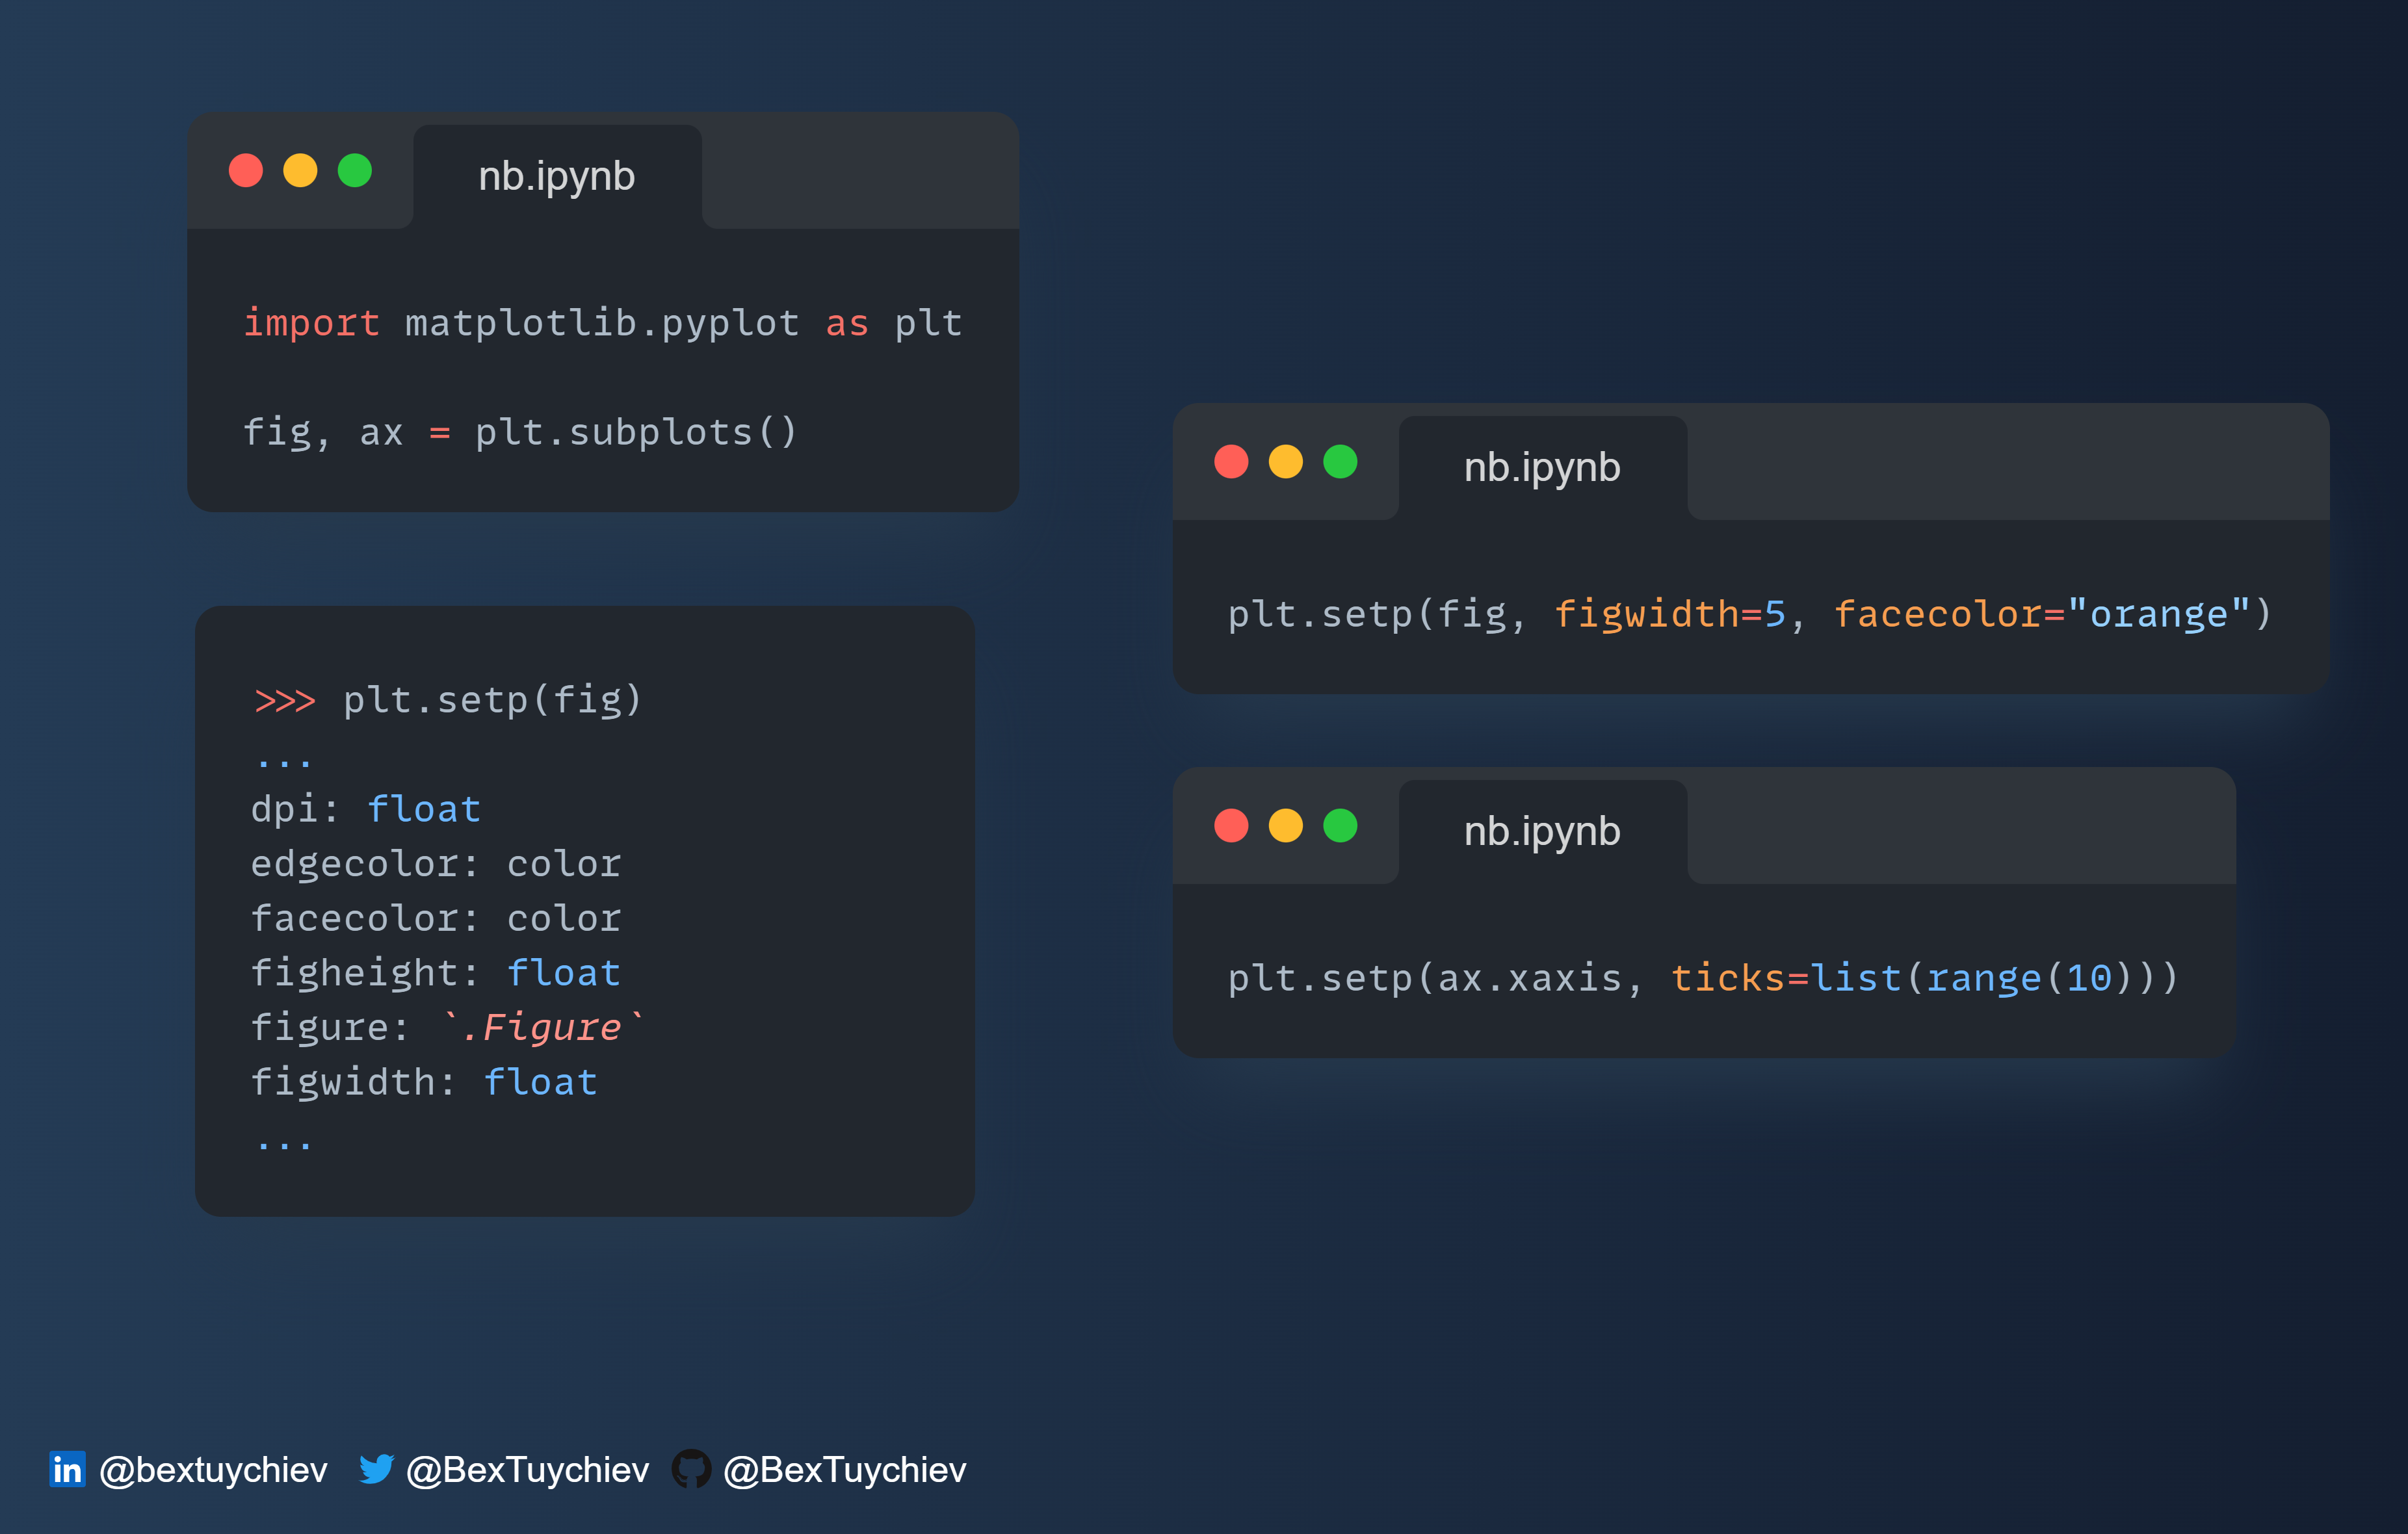 nb.ipynb
import matplotlib.pyplot as plt
fig, ax = plt.subplots()
>>> plt.setp(fig)
...
dpi: float
edgecolor: color
facecolor: color
figheight: float
figure: `.Figure`
figwidth: float
...
nb.ipynb
plt.setp(fig, figwidth=5, facecolor="orange")
nb.ipynb
plt.setp(ax.xaxis, ticks=list(range(10)))
in @bextuychiev @BexTuychiev @BexTuychiev